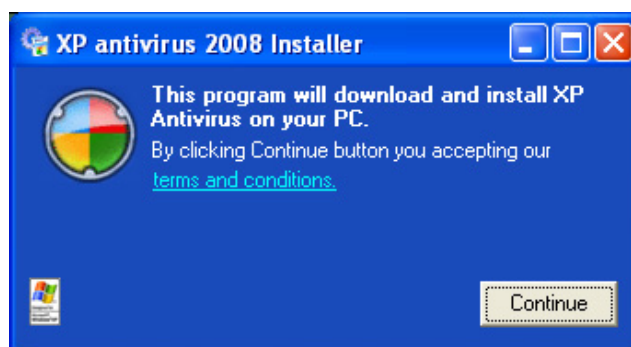 XP antivirus 2008 Installer
This program will download and install XP
Antivirus on your PC.
By clicking Continue button you accepting our
terms and conditions.
Continue